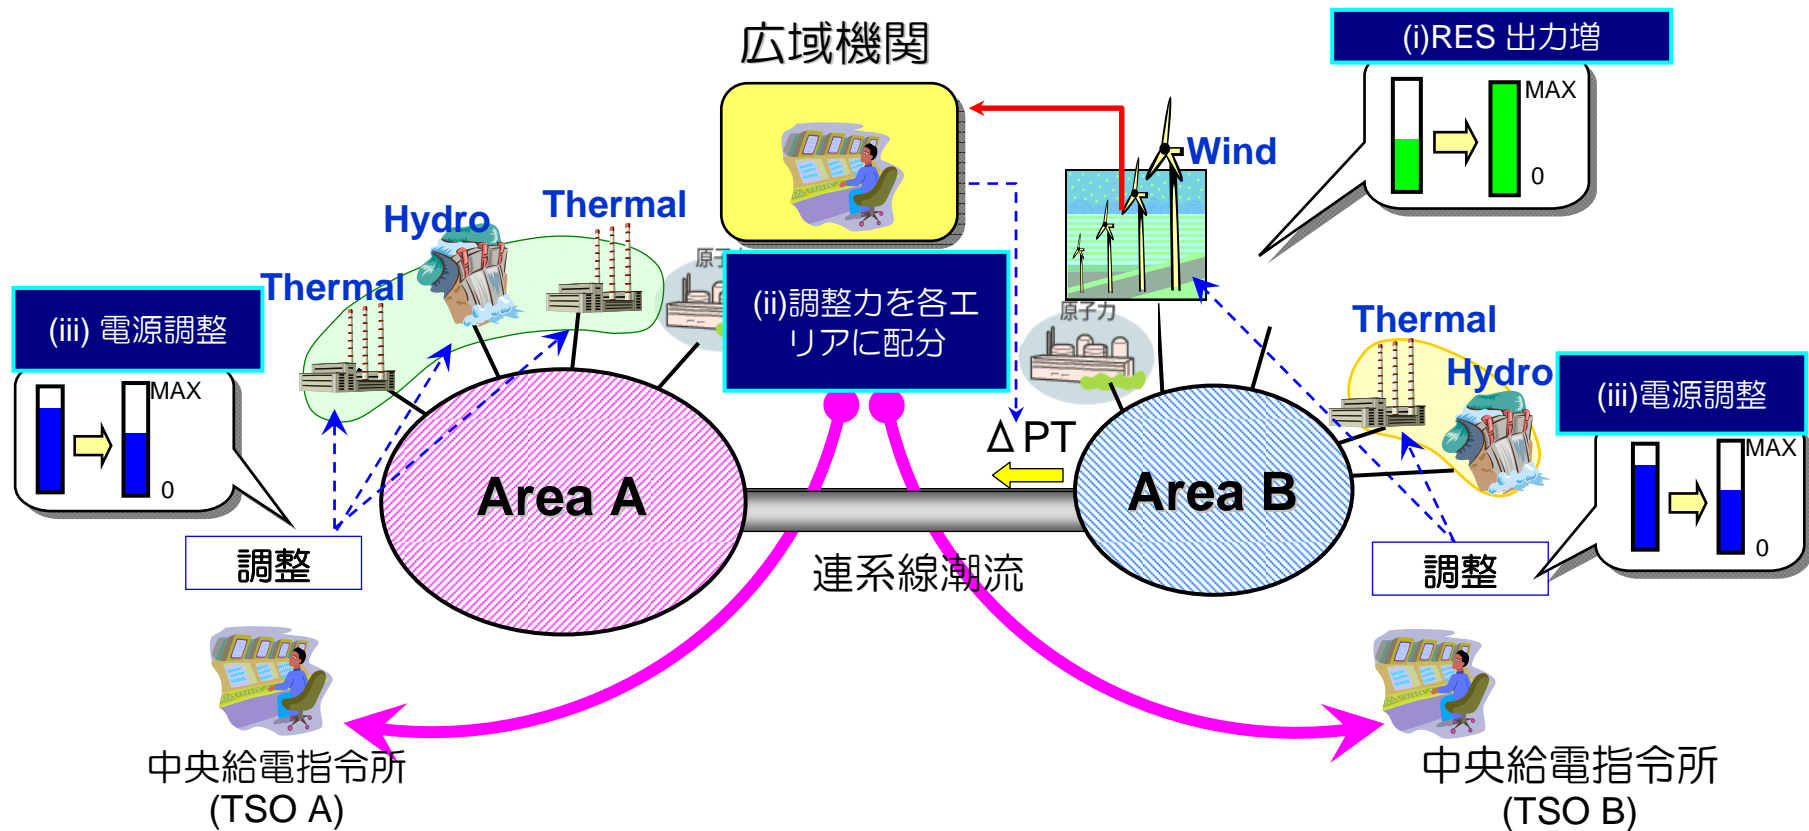 広域機関
(i)RES 出力増
MAX
0
Wind
Thermal
Hydro
Thermal
原子
(ii)調整力を各エ
リアに配分
原子力
Thermal
Hydro
(iii) 電源調整
MAX
0
(iii)電源調整
MAX
0
Δ PT
Area A
Area B
連系線潮流
調整
調整
中央給電指令所
(TSO A)
中央給電指令所
(TSO B)